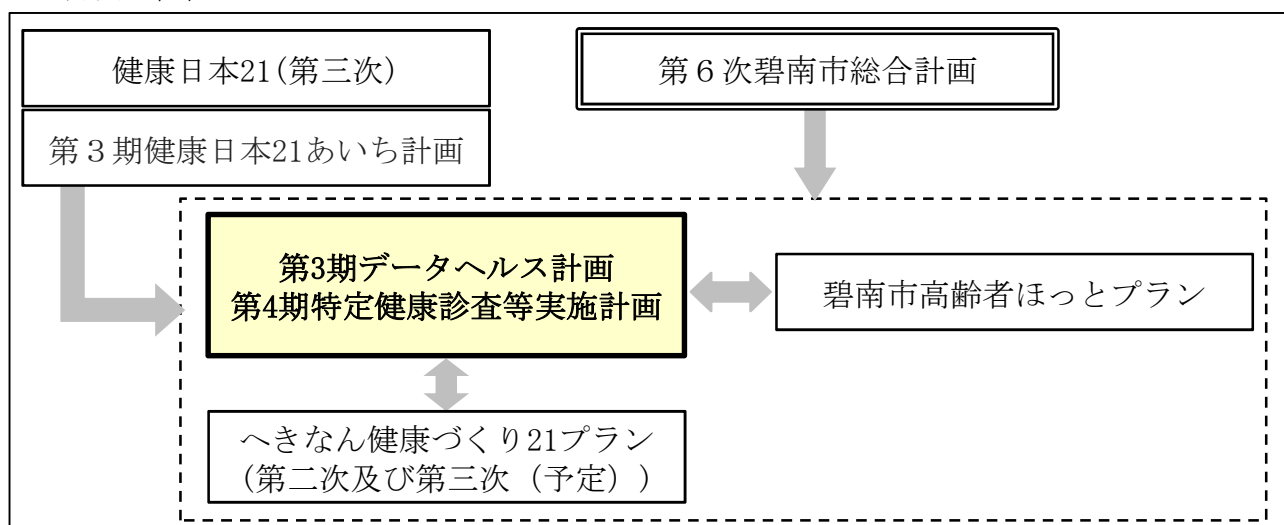 健康日本21(第三次)
第６次碧南市総合計画
第３期健康日本21あいち計画
第3期データヘルス計画
第4期特定健康診査等実施計画
碧南市高齢者ほっとプラン
へきなん健康づくり21プラン
(第二次及び第三次（予定）)